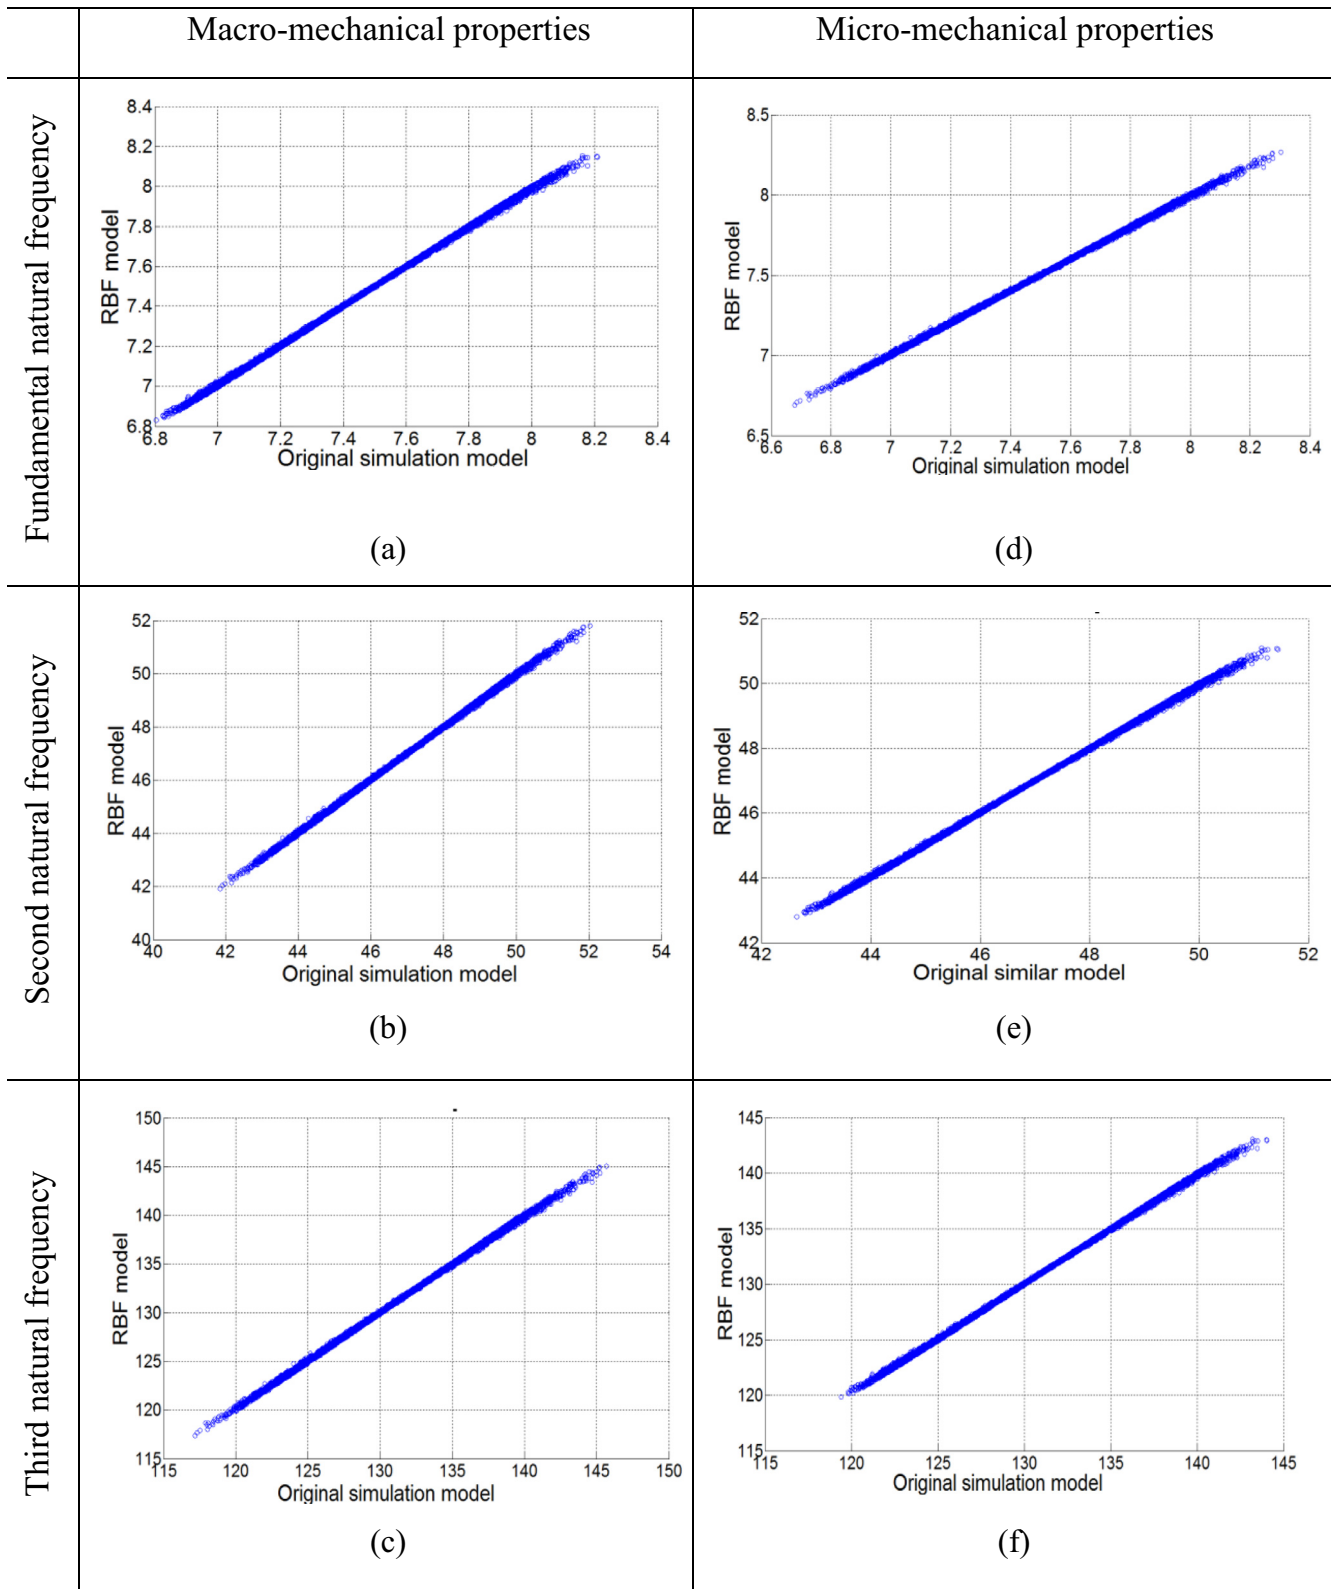 Macro-mechanical properties
Micro-mechanical properties
Fundamental natural frequency
8.4
8.2
8
7.8
7.6
7.4
7.2
7
6.8
RBF model
6.8 7 7.2 7.4 7.6 7.8 8 8.2 8.4
Original simulation model
(a)
8.5
8
7.5
7
6.5
RBF model
6.6 6.8 7 7.2 7.4 7.6 7.8 8 8.2 8.4
Original simulation model
(d)
Second natural frequency
52
50
48
46
44
42
40
RBF model
40 42 44 46 48 50 52 54
Original simulation model
(b)
52
50
48
46
44
42
RBF model
42 44 46 48 50 52
Original similar model
(e)
Third natural frequency
150
145
140
135
130
125
120
115
RBF model
115 120 125 130 135 140 145 150
Original simulation model
(c)
145
140
135
130
125
120
115
RBF model
115 120 125 130 135 140 145
Original simulation model
(f)